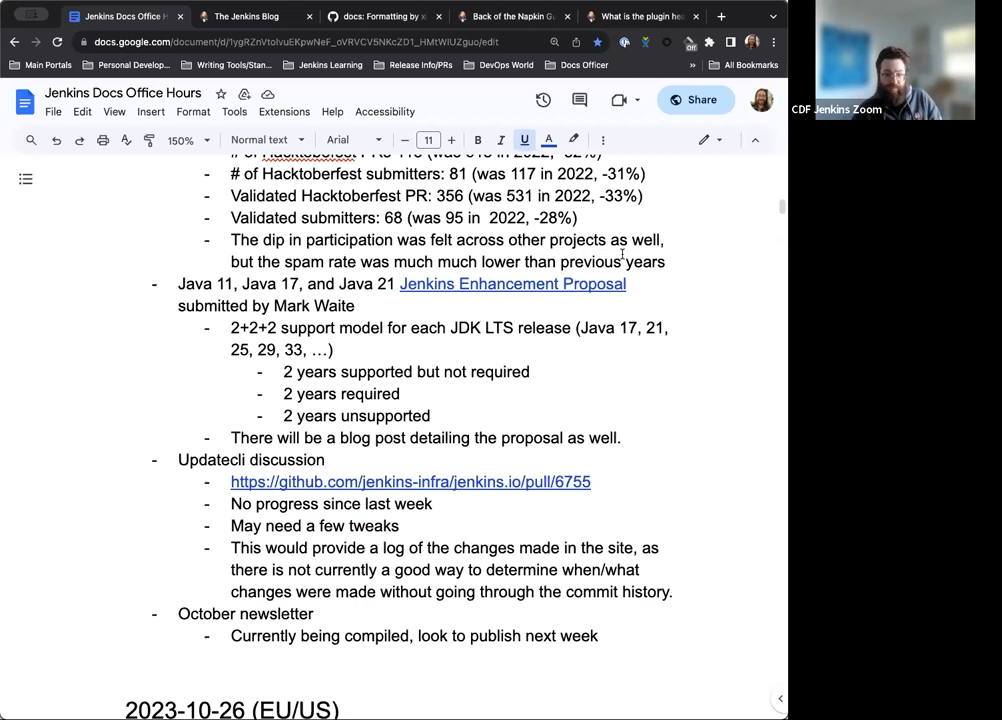 Jenkins Docs Office H
The Jenkins Blog
docs: Formatting by
Back of the Napkin G
What is the plugin he
docs.google.com/document/d/1ygRZnVtoIvuEKpwNeF_oVRVCV5NKcZD1_HMtWIUZguo/edit
Off
Main Portals
Personal Develop...
Writing Tools/Stan...
Jenkins Learning
Release Info/PRs
DevOps World
Docs Officer
»
All Bookmarks
Jenkins Docs Office Hours
File Edit View Insert Format Tools Extensions Help
Share
150% Normal text Arial 11 B I U A
- # of Hacktoberfest submitters: 81 (was 117 in 2022, -31%)
- Validated Hacktoberfest PR: 356 (was 531 in 2022, -33%)
- Validated submitters: 68 (was 95 in 2022, -28%)
- The dip in participation was felt across other projects as well,
but the spam rate was much much lower than previous years
- Java 11, Java 17, and Java 21 Jenkins Enhancement Proposal
submitted by Mark Waite
- 2+2+2 support model for each JDK LTS release (Java 17, 21,
25, 29, 33, …)
- 2 years supported but not required
- 2 years required
- 2 years unsupported
- There will be a blog post detailing the proposal as well.
- Updatecli discussion
- https://github.com/jenkins-infra/jenkins.io/pull/6755
- No progress since last week
- May need a few tweaks
- This would provide a log of the changes made in the site, as
there is not currently a good way to determine when/what
changes were made without going through the commit history.
- October newsletter
- Currently being compiled, look to publish next week
2023-10-26 (EU/US)
CDF Jenkins Zoom